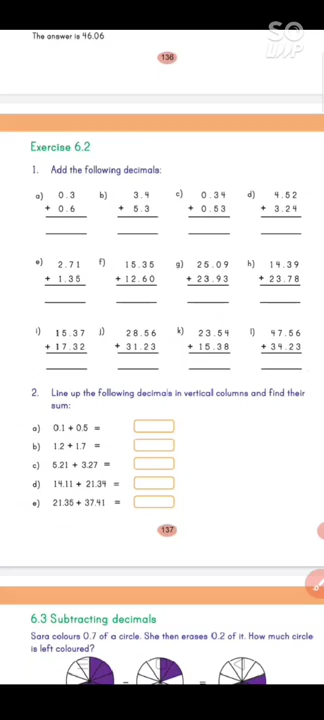 SO
LOOP
The answer is 46.06
136
Exercise 6.2
1. Add the following decimals:
a) 0.3 b) 3.4 c) 0.34 d) 4.52
+ 0.6 + 5.3 + 0.53 + 3.24
e) 2.71 f) 15.35 g) 25.09 h) 14.39
+ 1.35 + 12.60 + 23.93 + 23.78
i) 15.37 j) 28.56 k) 23.54 l) 47.56
+ 17.32 + 31.23 + 15.38 + 34.23
2. Line up the following decimals in vertical columns and find their
sum:
a) 0.1 + 0.5 =
b) 1.2 + 1.7 =
c) 5.21 + 3.27 =
d) 14.11 + 21.34 =
e) 21.35 + 37.41 =
137
6.3 Subtracting decimals
Sara colours 0.7 of a circle. She then erases 0.2 of it. How much circle
is left coloured?
– =